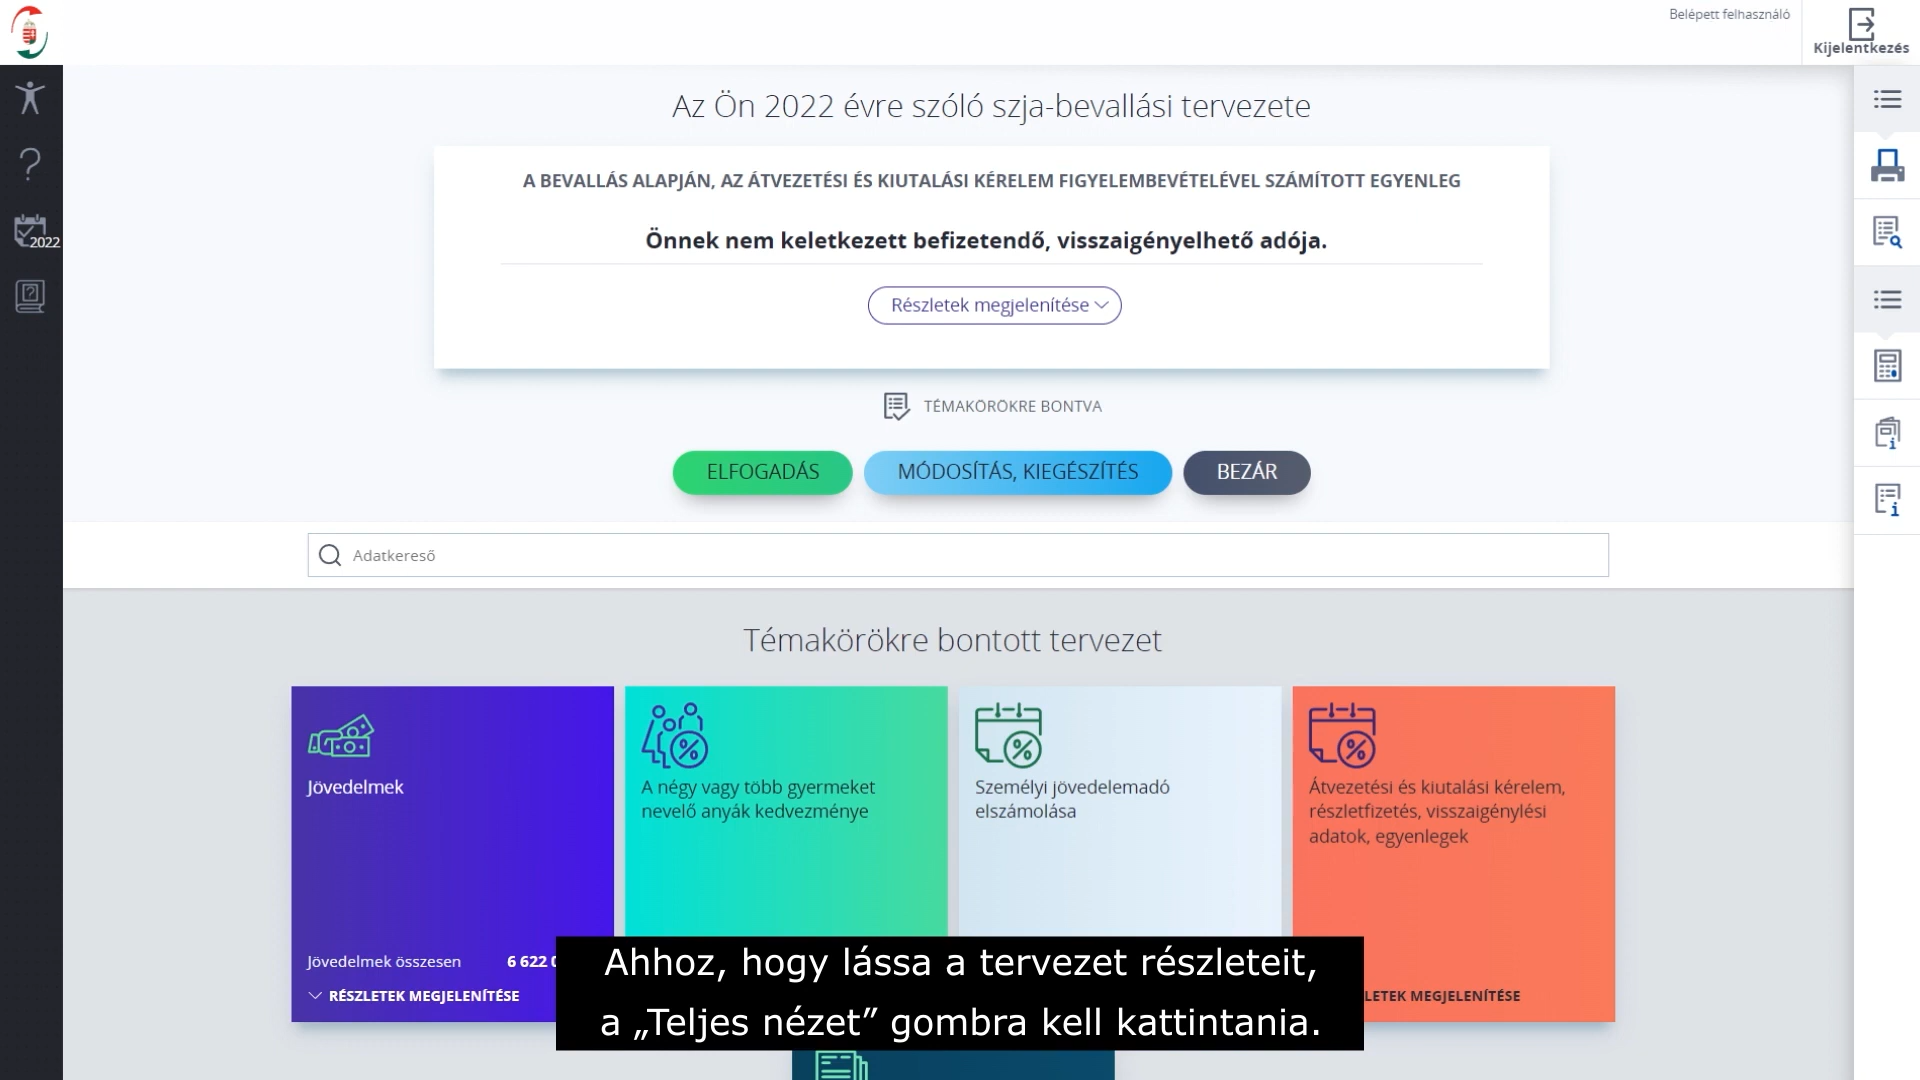 Belépett felhasználó
Kijelentkezés
2022
Az Ön 2022 évre szóló szja-bevallási tervezete
A BEVALLÁS ALAPJÁN, AZ ÁTVEZETÉSI ÉS KIUTALÁSI KÉRELEM FIGYELEMBEVÉTELÉVEL SZÁMÍTOTT EGYENLEG
Önnek nem keletkezett befizetendő, visszaigényelhető adója.
Részletek megjelenítése
TÉMAKÖRÖKRE BONTVA
ELFOGADÁS
MÓDOSÍTÁS, KIEGÉSZÍTÉS
BEZÁR
Adatkereső
Témakörökre bontott tervezet
Jövedelmek
Jövedelmek összesen 6 622
RÉSZLETEK MEGJELENÍTÉSE
A négy vagy több gyermeket
nevelő anyák kedvezménye
Személyi jövedelemadó
elszámolása
Átvezetési és kiutalási kérelem,
részletfizetés, visszaigénylési
adatok, egyenlegek
MEGJELENÍTÉSE
Ahhoz, hogy lássa a tervezet részleteit,
a „Teljes nézet” gombra kell kattintania.